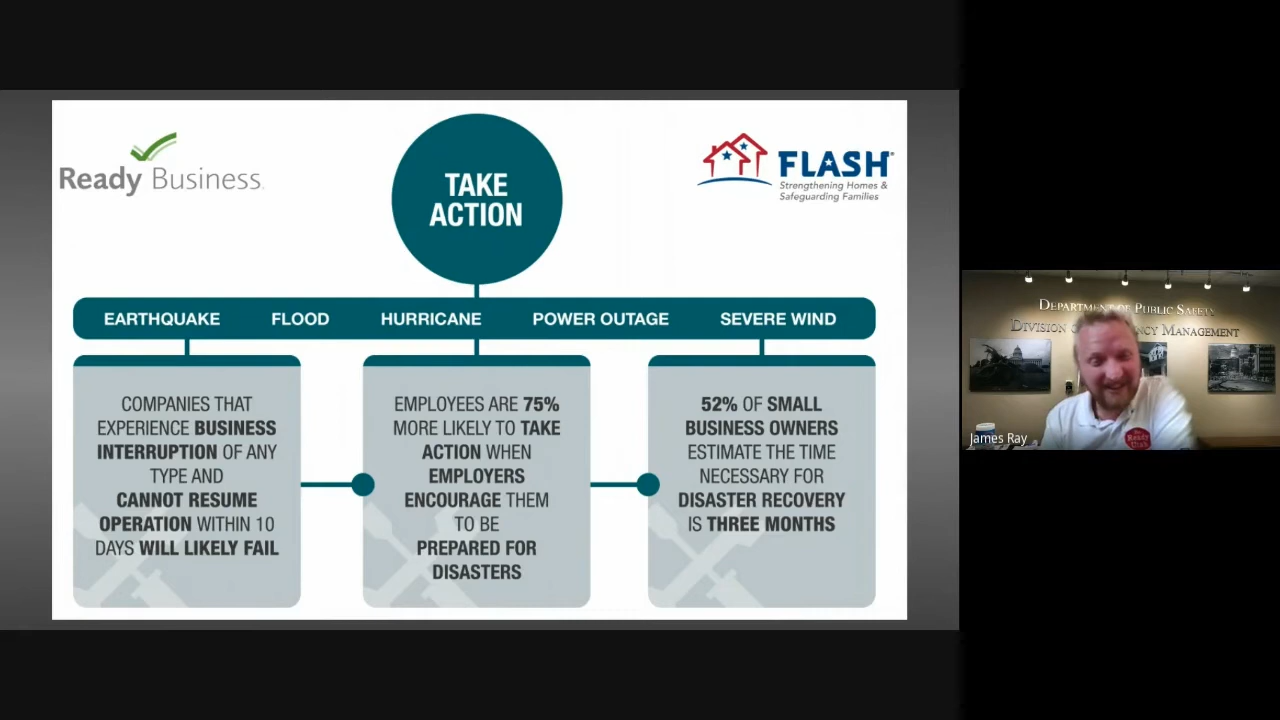 Ready Business.
TAKE
ACTION
FLASH
Strengthening Homes &
Safeguarding Families
EARTHQUAKE FLOOD HURRICANE POWER OUTAGE SEVERE WIND
COMPANIES THAT
EXPERIENCE BUSINESS
INTERRUPTION OF ANY
TYPE AND
CANNOT RESUME
OPERATION WITHIN 10
DAYS WILL LIKELY FAIL
EMPLOYEES ARE 75%
MORE LIKELY TO TAKE
ACTION WHEN
EMPLOYERS
ENCOURAGE THEM
TO BE
PREPARED FOR
DISASTERS
52% OF SMALL
BUSINESS OWNERS
ESTIMATE THE TIME
NECESSARY FOR
DISASTER RECOVERY
IS THREE MONTHS
DEPARTMENT OF PUBLIC SAFETY
DIVISION MANAGEMENT
Ready
James Ray